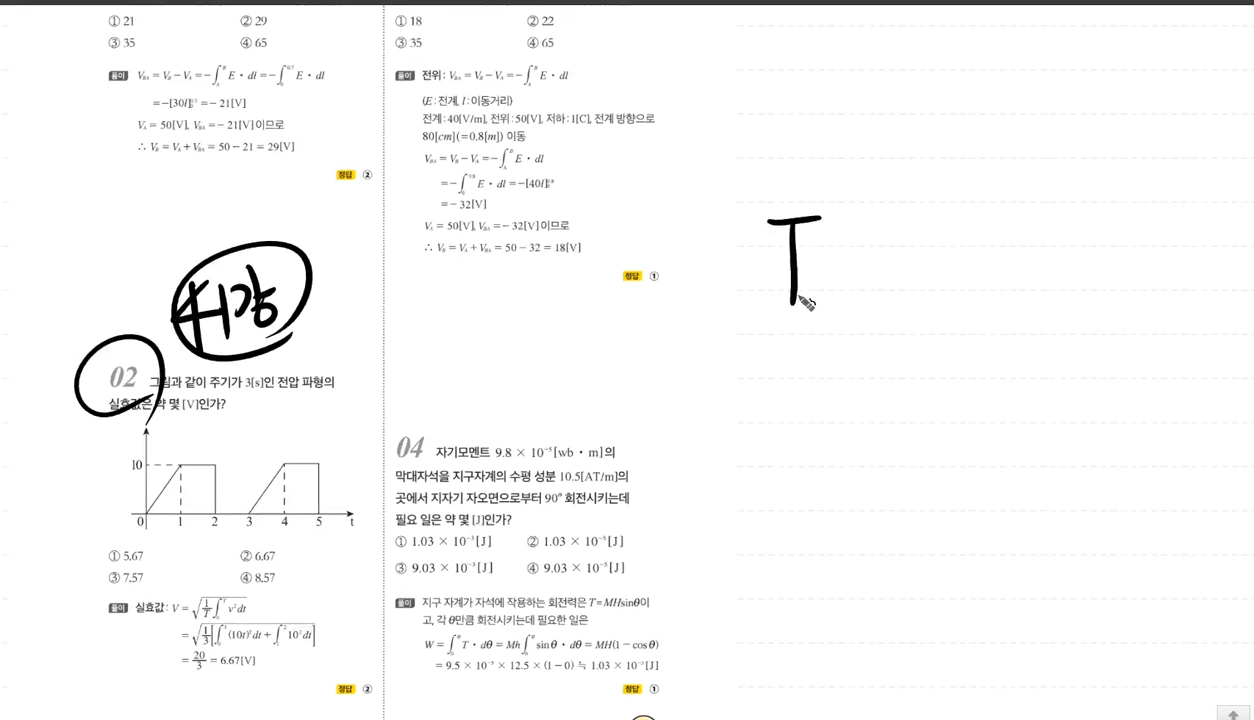 ① 21 ② 29
③ 35 ④ 65
풀이 V_BA = V_B − V_A = −∫_A^B E · dl = −∫_0^0.7 E · dl
= −[30l]_0^0.7 = − 21[V]
V_A = 50[V], V_BA = − 21[V]이므로
∴ V_B = V_A + V_BA = 50 − 21 = 29[V]
정답 ②
02 그림과 같이 주기가 3[s]인 전압 파형의
실효값은 약 몇 [V]인가?
10
0 1 2 3 4 5 t
① 5.67 ② 6.67
③ 7.57 ④ 8.57
풀이 실효값 : V = √(1/T ∫_0^T v²dt)
= √(1/3[∫_0^1 (10t)²dt + ∫_1^2 10²dt])
= 20/3 = 6.67[V]
정답 ②
① 18 ② 22
③ 35 ④ 65
풀이 전위 : V_BA = V_B − V_A = −∫_A^B E · dl
(E : 전계, l : 이동거리)
전계 : 40[V/m], 전위 : 50[V], 저하 : 1[C], 전계 방향으로
80[cm](=0.8[m]) 이동
V_BA = V_B − V_A = −∫_A^B E · dl
= −∫_0^0.8 E · dl = −[40l]_0^0.8
= − 32[V]
V_A = 50[V], V_BA = − 32[V]이므로
∴ V_B = V_A + V_BA = 50 − 32 = 18[V]
정답 ①
04 자기모멘트 9.8 × 10⁻⁵[wb · m]의
막대자석을 지구자계의 수평 성분 10.5[AT/m]의
곳에서 지자기 자오면으로부터 90° 회전시키는데
필요 일은 약 몇 [J]인가?
① 1.03 × 10⁻³[J] ② 1.03 × 10⁻⁵[J]
③ 9.03 × 10⁻³[J] ④ 9.03 × 10⁻⁵[J]
풀이 지구 자계가 자석에 작용하는 회전력은 T = MHsinθ이
고, 각 θ만큼 회전시키는데 필요한 일은
W = ∫_0^θ T · dθ = Mh∫_0^θ sinθ · dθ = MH(1 − cosθ)
= 9.5 × 10⁻⁵ × 12.5 × (1 − 0) ≒ 1.03 × 10⁻³[J]
정답 ①
T